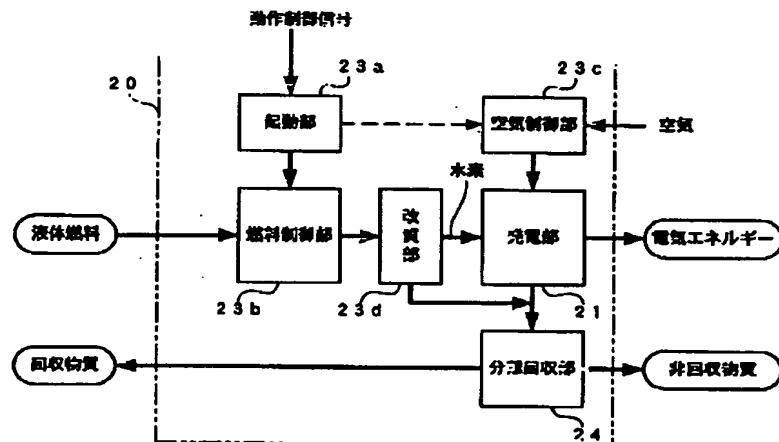 動作制御信号
23a
23c
20
起動部
空気制御部
空気
水素
液体燃料
燃料制御部
改質部
発電部
電気エネルギー
23b
23d
21
回収物質
分離回収部
非回収物質
24